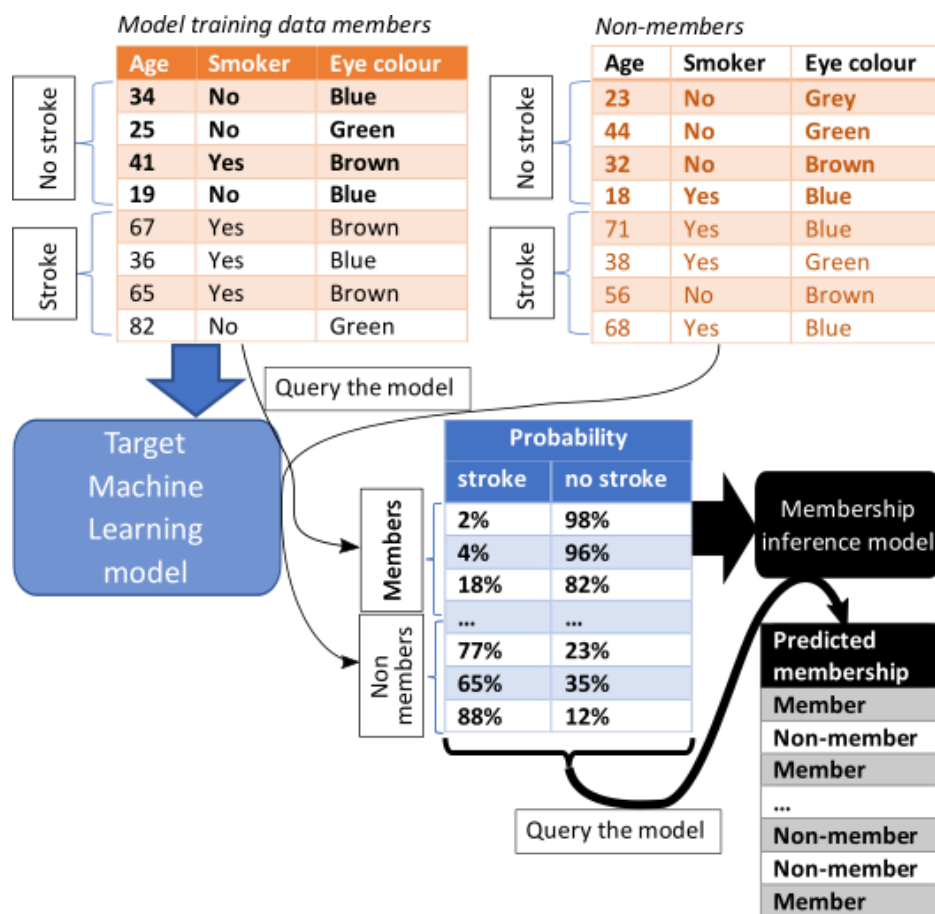 Model training data members
Age Smoker Eye colour
No stroke
34 No Blue
25 No Green
41 Yes Brown
19 No Blue
Stroke
67 Yes Brown
36 Yes Blue
65 Yes Brown
82 No Green
Non-members
Age Smoker Eye colour
No stroke
23 No Grey
44 No Green
32 No Brown
18 Yes Blue
Stroke
71 Yes Blue
38 Yes Green
56 No Brown
68 Yes Blue
Query the model
Target
Machine
Learning
model
Probability
stroke no stroke
Members
2% 98%
4% 96%
18% 82%
... ...
Non
members
77% 23%
65% 35%
88% 12%
Membership
inference model
Query the model
Predicted
membership
Member
Non-member
Member
...
Non-member
Non-member
Member